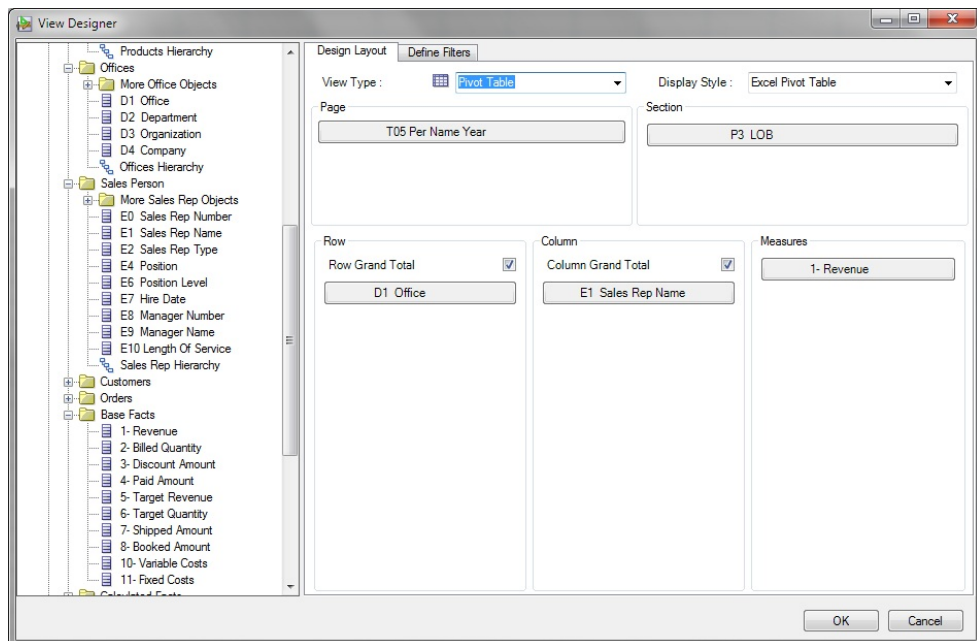 View Designer
Products Hierarchy
Offices
More Office Objects
D1 Office
D2 Department
D3 Organization
D4 Company
Offices Hierarchy
Sales Person
More Sales Rep Objects
E0 Sales Rep Number
E1 Sales Rep Name
E2 Sales Rep Type
E4 Position
E6 Position Level
E7 Hire Date
E8 Manager Number
E9 Manager Name
E10 Length Of Service
Sales Rep Hierarchy
Customers
Orders
Base Facts
1- Revenue
2- Billed Quantity
3- Discount Amount
4- Paid Amount
5- Target Revenue
6- Target Quantity
7- Shipped Amount
8- Booked Amount
10- Variable Costs
11- Fixed Costs
Calculated Facts
Design Layout Define Filters
View Type : Pivot Table Display Style : Excel Pivot Table
Page Section
T05 Per Name Year P3 LOB
Row Column Measures
Row Grand Total Column Grand Total
D1 Office E1 Sales Rep Name 1- Revenue
OK Cancel